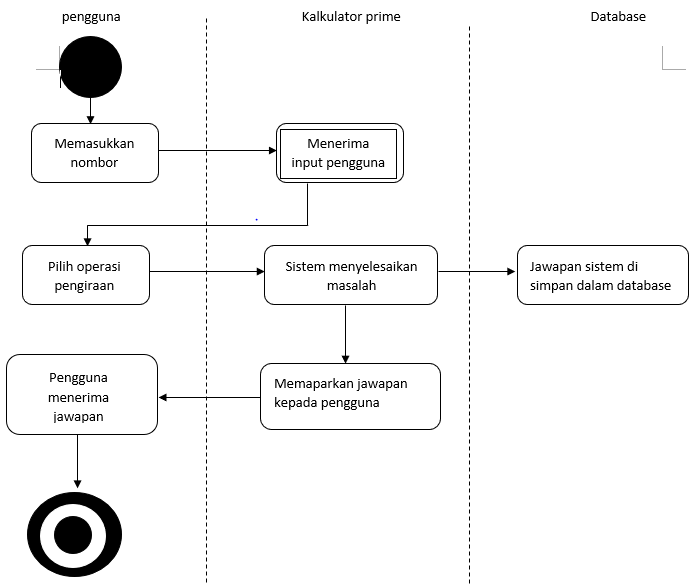 pengguna
Kalkulator prime
Database
Memasukkan
nombor
Menerima
input pengguna
Pilih operasi
pengiraan
Sistem menyelesaikan
masalah
Jawapan sistem di
simpan dalam database
Pengguna
menerima
jawapan
Memaparkan jawapan
kepada pengguna